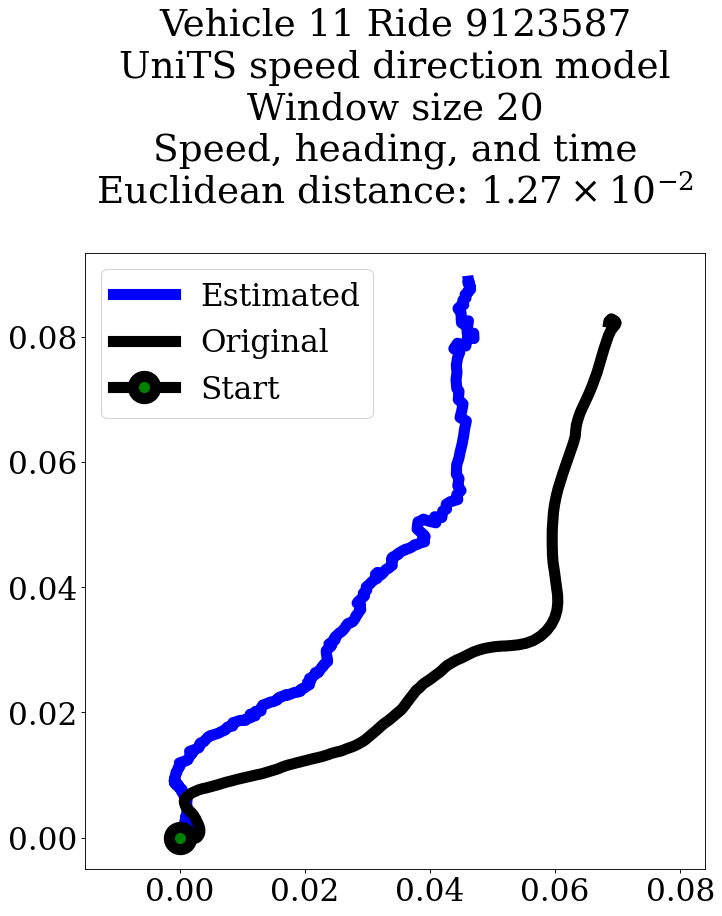 Vehicle 11 Ride 9123587
UniTS speed direction model
Window size 20
Speed, heading, and time
Euclidean distance: 1.27 × 10⁻²
Estimated
Original
Start
0.08
0.06
0.04
0.02
0.00
0.00 0.02 0.04 0.06 0.08